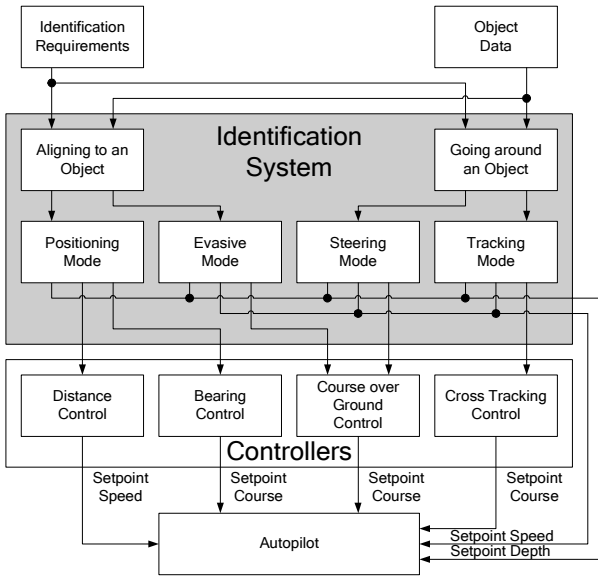 Identification
Requirements
Object
Data
Identification
System
Aligning to an
Object
Going around
an Object
Positioning
Mode
Evasive
Mode
Steering
Mode
Tracking
Mode
Distance
Control
Bearing
Control
Course over
Ground
Control
Cross Tracking
Control
Controllers
Setpoint
Speed
Setpoint
Course
Setpoint
Course
Setpoint
Course
Autopilot
Setpoint Speed
Setpoint Depth